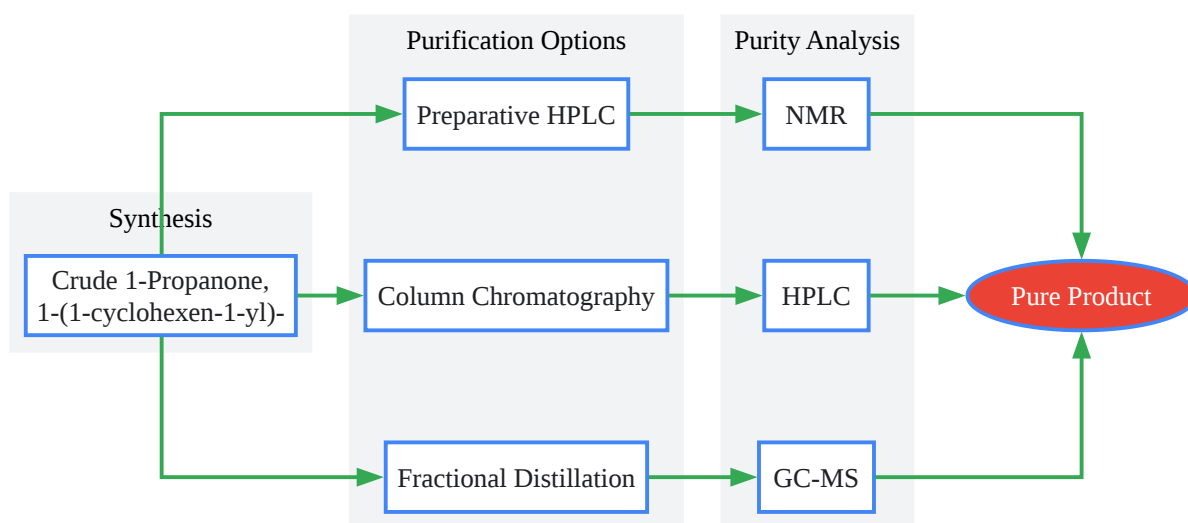 Purification Options
Purity Analysis
Preparative HPLC
NMR
Synthesis
Crude 1-Propanone,
1-(1-cyclohexen-1-yl)-
Column Chromatography
HPLC
Pure Product
Fractional Distillation
GC-MS